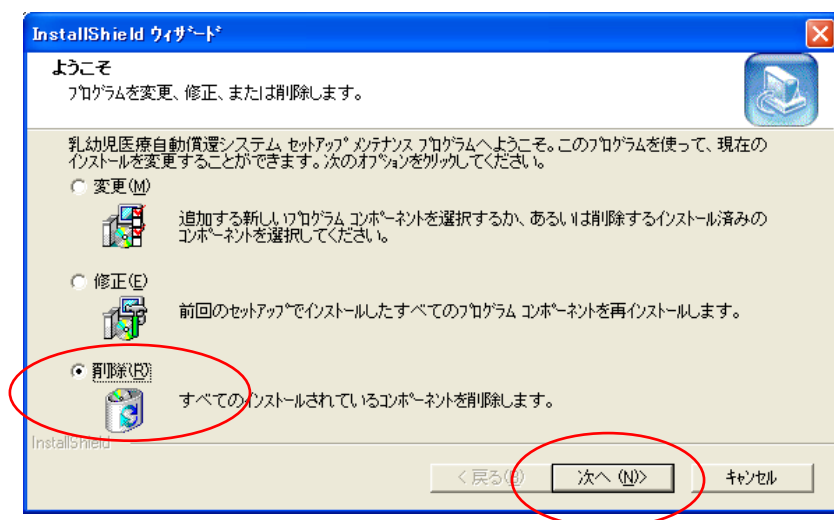 InstallShield ウィザード
ようこそ
プログラムを変更、修正、または削除します。
乳幼児医療自動償還システム セットアップ メンテナンス プログラムへようこそ。このプログラムを使って、現在の
インストールを変更することができます。次のオプションをクリックしてください。
変更(M)
追加する新しいプログラム コンポーネントを選択するか、あるいは削除するインストール済みの
コンポーネントを選択してください。
修正(E)
前回のセットアップでインストールしたすべてのプログラム コンポーネントを再インストールします。
削除(R)
すべてのインストールされているコンポーネントを削除します。
InstallShield
< 戻る(B)
次へ (N)>
キャンセル